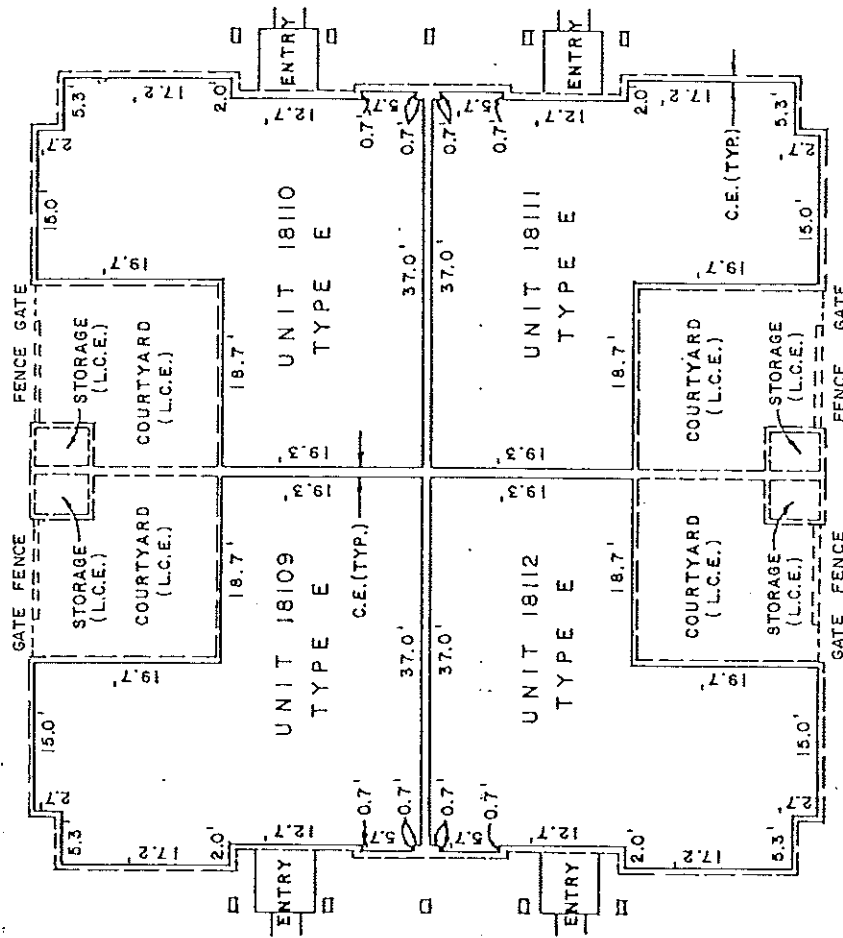 ENTRY
ENTRY
GATE FENCE
FENCE GATE
STORAGE
(L.C.E.)
STORAGE
(L.C.E.)
COURTYARD
(L.C.E.)
COURTYARD
(L.C.E.)
15.0'
15.0'
2.7'
2.7'
5.3'
5.3'
17.2'
17.2'
19.7'
19.7'
2.0'
2.0'
18.7'
18.7'
12.7'
12.7'
19.3'
19.3'
UNIT 18109
TYPE E
UNIT 18110
TYPE E
C.E.(TYP.)
0.7'
0.7'
5.7'
5.7'
0.7'
0.7'
37.0'
37.0'
37.0'
37.0'
0.7'
0.7'
5.7'
5.7'
0.7'
0.7'
UNIT 18112
TYPE E
UNIT 18111
TYPE E
19.3'
19.3'
12.7'
12.7'
ENTRY
ENTRY
18.7'
18.7'
2.0'
2.0'
17.2'
17.2'
19.7'
19.7'
COURTYARD
(L.C.E.)
COURTYARD
(L.C.E.)
C.E.(TYP.)
5.3'
5.3'
2.7'
2.7'
15.0'
15.0'
STORAGE
(L.C.E.)
STORAGE
(L.C.E.)
GATE FENCE
FENCE GATE